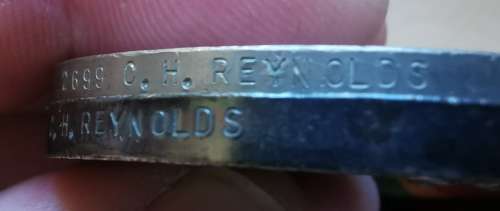 2699 C. H. REYNOLDS
C. H. REYNOLDS